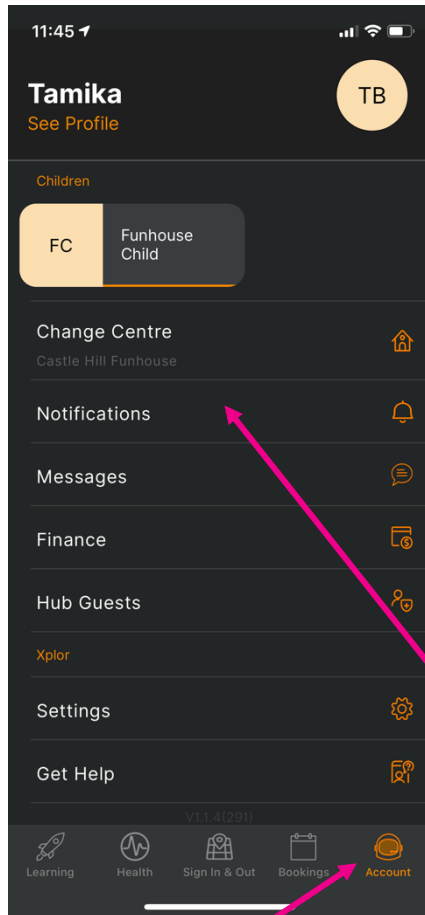 11:45
Tamika
TB
See Profile
Children
FC
Funhouse
Child
Change Centre
Castle Hill Funhouse
Notifications
Messages
Finance
Hub Guests
Xplor
Settings
Get Help
V1.1.4(291)
Learning
Health
Sign In & Out
Bookings
Account